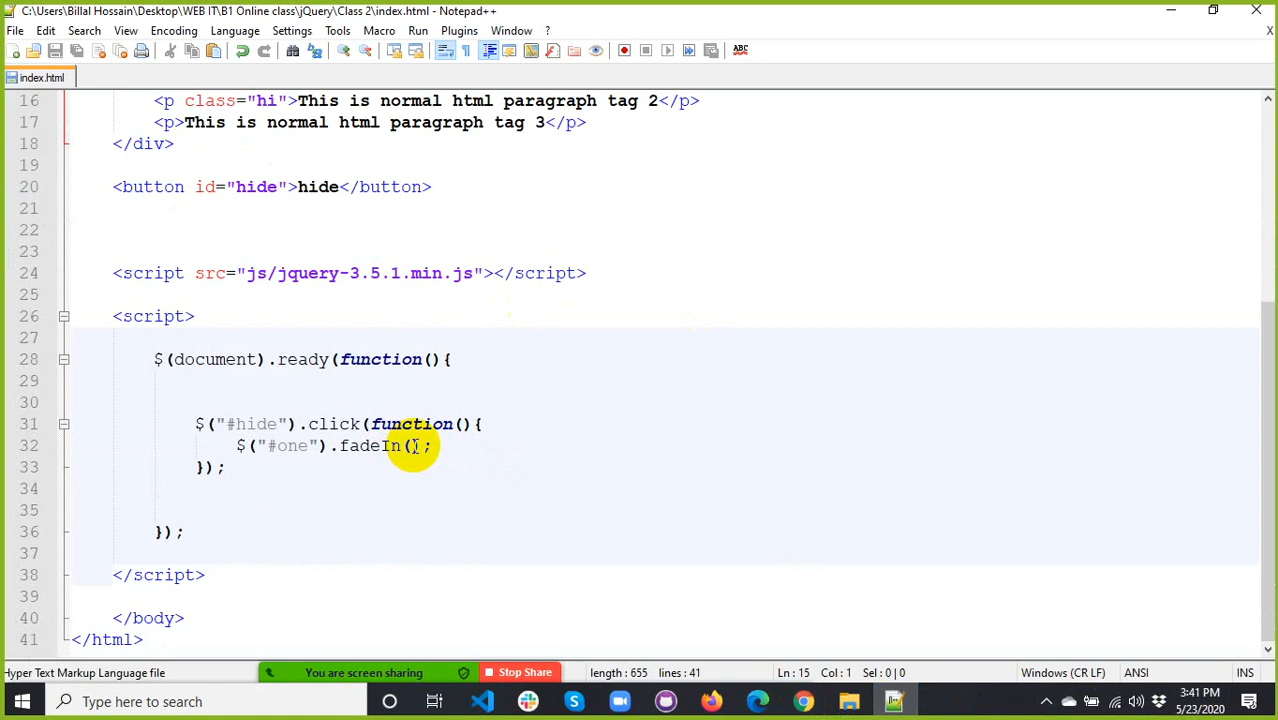 C:\Users\Billal Hossain\Desktop\WEB IT\B1 Online class\jQuery\Class 2\index.html - Notepad++
File Edit Search View Encoding Language Settings Tools Macro Run Plugins Window ? X
ABC
index.html
16 <p class="hi">This is normal html paragraph tag 2</p>
17 <p>This is normal html paragraph tag 3</p>
18 </div>
19
20 <button id="hide">hide</button>
21
22
23
24 <script src="js/jquery-3.5.1.min.js"></script>
25
26 <script>
27
28 $(document).ready(function(){
29
30
31 $("#hide").click(function(){
32 $("#one").fadeIn();
33 });
34
35
36 });
37
38 </script>
39
40 </body>
41 </html>
Hyper Text Markup Language file You are screen sharing Stop Share length : 655 lines : 41 Ln : 15 Col : 1 Sel : 0 | 0 Windows (CR LF) ANSI INS
Type here to search
3:41 PM
5/23/2020